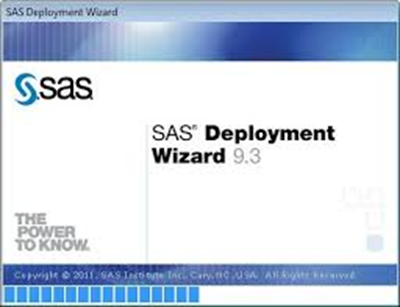 SAS Deployment Wizard
sas
SAS® Deployment
Wizard 9.3
THE
POWER
TO KNOW.
Copyright © 2011, SAS Institute Inc., Cary, NC, USA. All Rights Reserved.